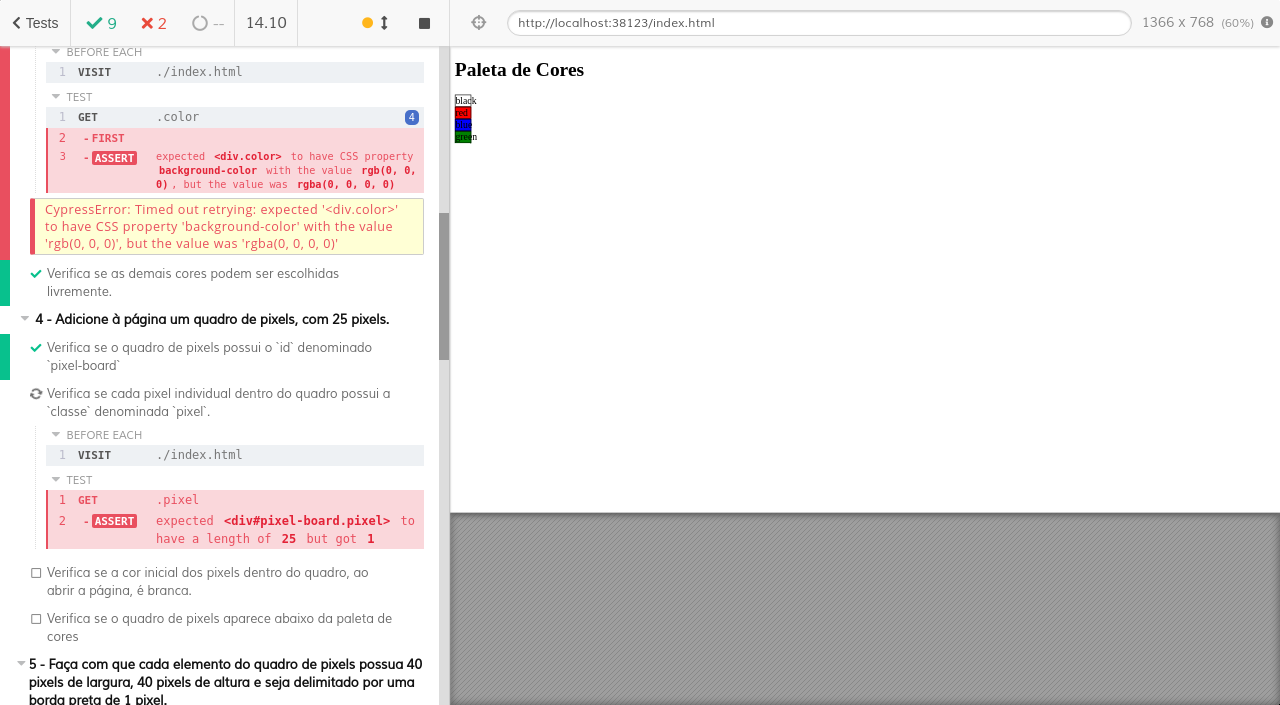 Tests 9 2 -- 14.10
http://localhost:38123/index.html 1366 x 768 (60%)
BEFORE EACH
1 VISIT ./index.html
TEST
1 GET .color 4
2 - FIRST
3 - ASSERT expected <div.color> to have CSS property
background-color with the value rgb(0, 0,
0) , but the value was rgba(0, 0, 0, 0)
CypressError: Timed out retrying: expected '<div.color>'
to have CSS property 'background-color' with the value
'rgb(0, 0, 0)', but the value was 'rgba(0, 0, 0, 0)'
Verifica se as demais cores podem ser escolhidas
livremente.
4 - Adicione à página um quadro de pixels, com 25 pixels.
Verifica se o quadro de pixels possui o `id` denominado
`pixel-board`
Verifica se cada pixel individual dentro do quadro possui a
`classe` denominada `pixel`.
BEFORE EACH
1 VISIT ./index.html
TEST
1 GET .pixel
2 - ASSERT expected <div#pixel-board.pixel> to
have a length of 25 but got 1
Verifica se a cor inicial dos pixels dentro do quadro, ao
abrir a página, é branca.
Verifica se o quadro de pixels aparece abaixo da paleta de
cores
5 - Faça com que cada elemento do quadro de pixels possua 40
pixels de largura, 40 pixels de altura e seja delimitado por uma
borda preta de 1 pixel.
Paleta de Cores
black
red
blue
green